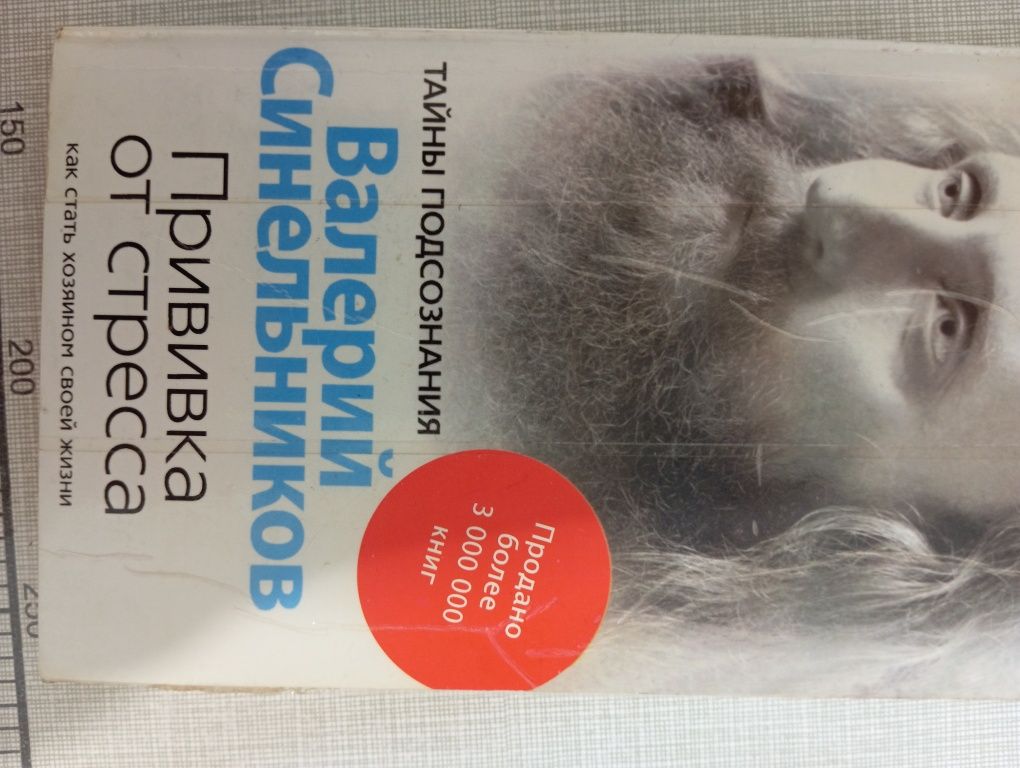 ТАЙНЫ ПОДСОЗНАНИЯ
Валерий
Синельников
Прививка
от стресса
как стать хозяином своей жизни
Продано
более
3 000 000
книг
150
200
250